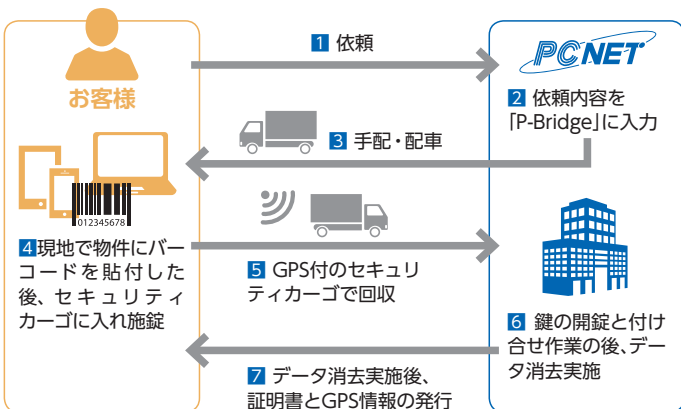 1 依頼
PCNET
お客様
2 依頼内容を
「P-Bridge」に入力
3 手配・配車
012345678
4現地で物件にバー
コードを貼付した
後、セキュリティ
カーゴに入れ施錠
5 GPS付のセキュリ
ティカーゴで回収
6 鍵の開錠と付け
合せ作業の後、デー
タ消去実施
7 データ消去実施後、
証明書とGPS情報の発行